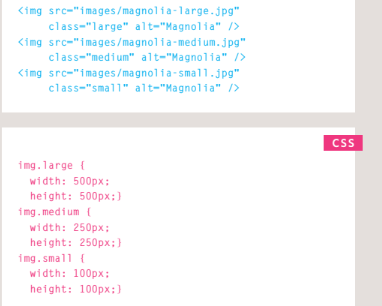 <img src="images/magnolia-large.jpg"
class="large" alt="Magnolia" />
<img src="images/magnolia-medium.jpg"
class="medium" alt="Magnolia" />
<img src="images/magnolia-small.jpg"
class="small" alt="Magnolia" />
CSS
img.large {
width: 500px;
height: 500px;}
img.medium {
width: 250px;
height: 250px;}
img.small {
width: 100px;
height: 100px;}